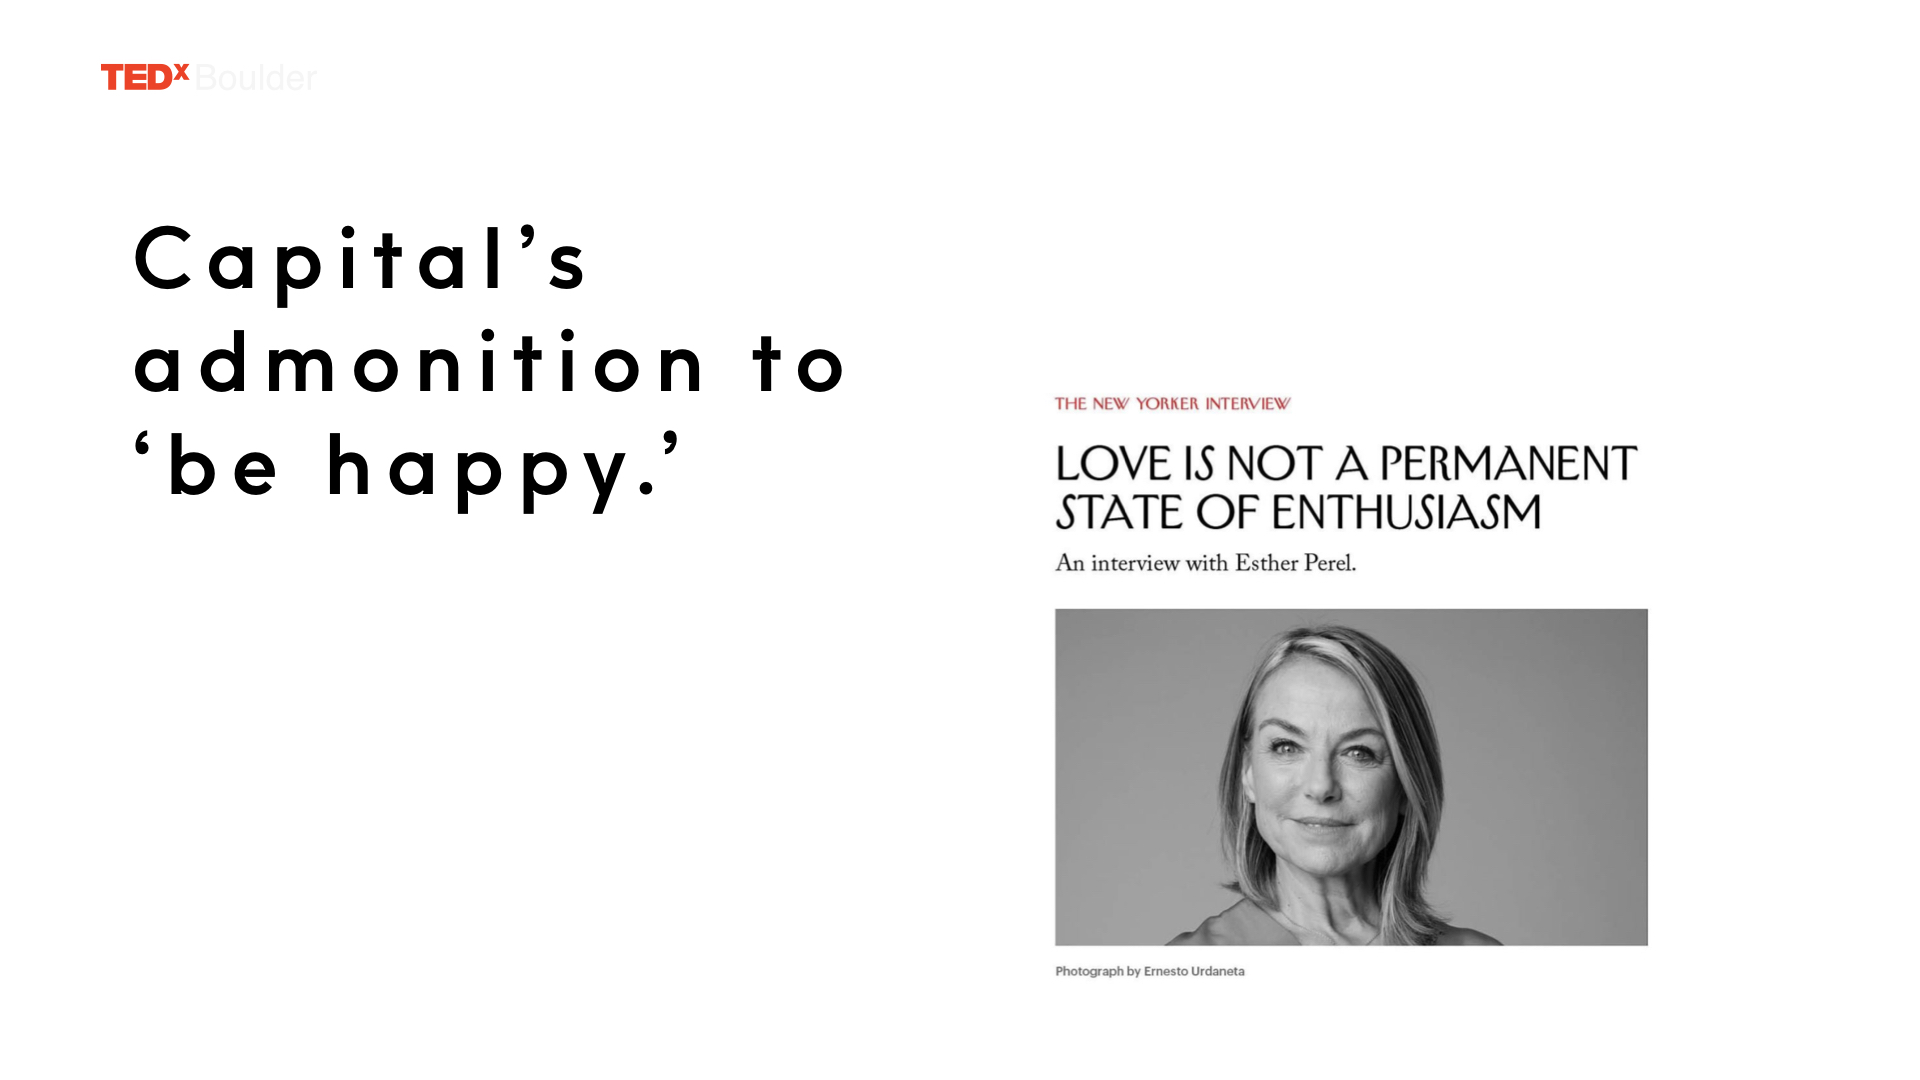 TEDx Boulder
Capital’s
admonition to
‘be happy.’
THE NEW YORKER INTERVIEW
LOVE IS NOT A PERMANENT
STATE OF ENTHUSIASM
An interview with Esther Perel.
Photograph by Ernesto Urdaneta